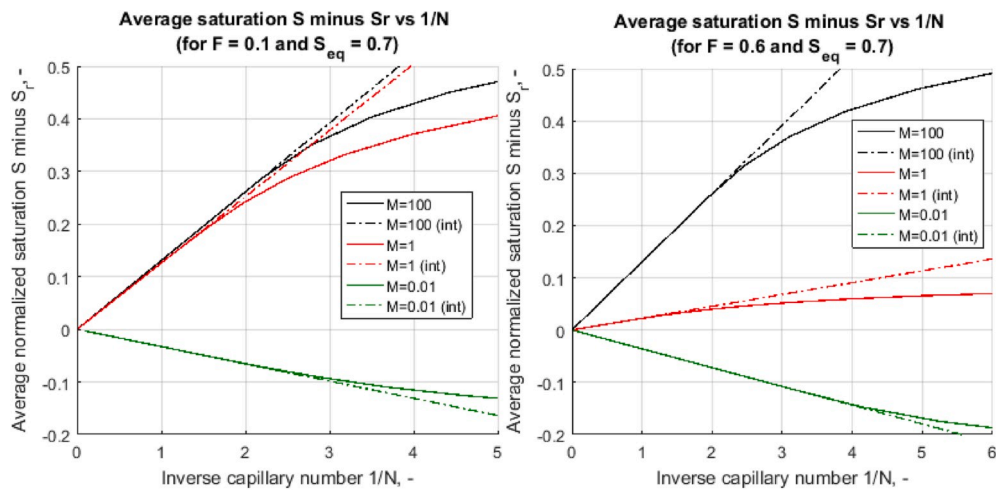 Average saturation S minus Sr vs 1/N
(for F = 0.1 and Seq = 0.7)
Average normalized saturation S minus Sr, -
0.5
0.4
0.3
0.2
0.1
0
-0.1
-0.2
M=100
M=100 (int)
M=1
M=1 (int)
M=0.01
M=0.01 (int)
0 1 2 3 4 5
Inverse capillary number 1/N, -
Average saturation S minus Sr vs 1/N
(for F = 0.6 and Seq = 0.7)
Average normalized saturation S minus Sr, -
0.5
0.4
0.3
0.2
0.1
0
-0.1
-0.2
M=100
M=100 (int)
M=1
M=1 (int)
M=0.01
M=0.01 (int)
0 1 2 3 4 5 6
Inverse capillary number 1/N, -